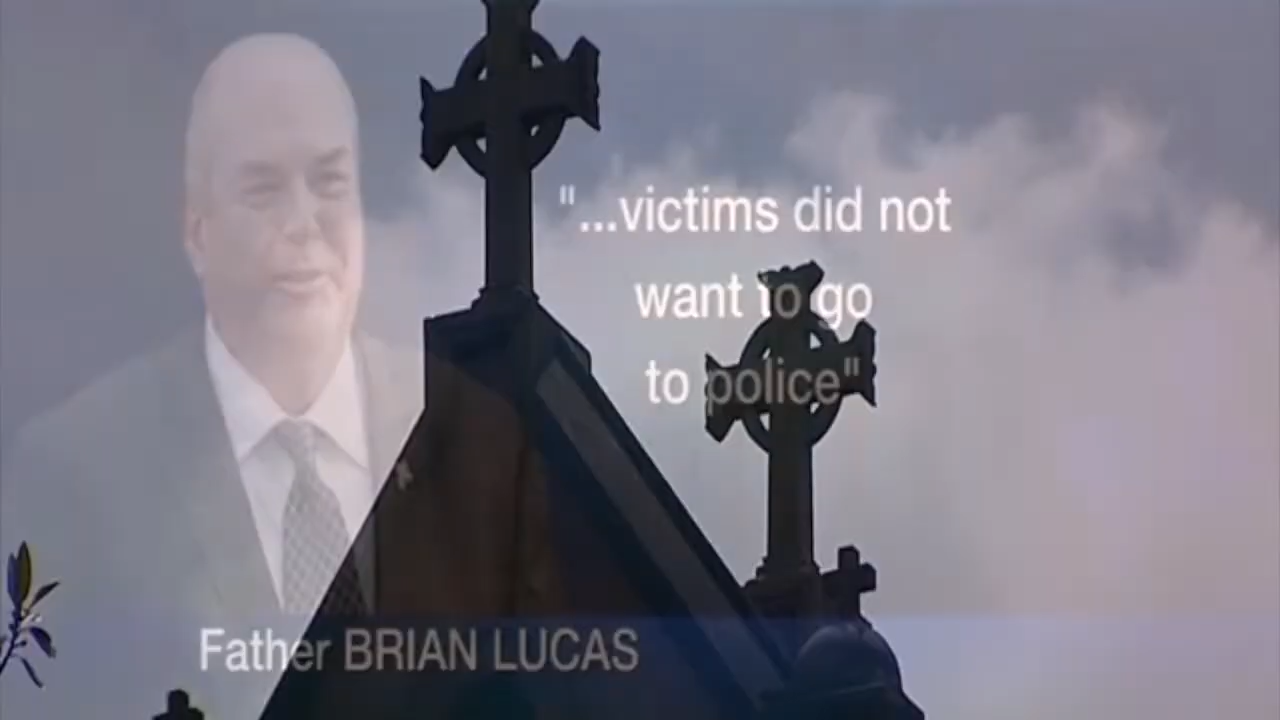 "...victims did not
want to go
to police"
Father BRIAN LUCAS